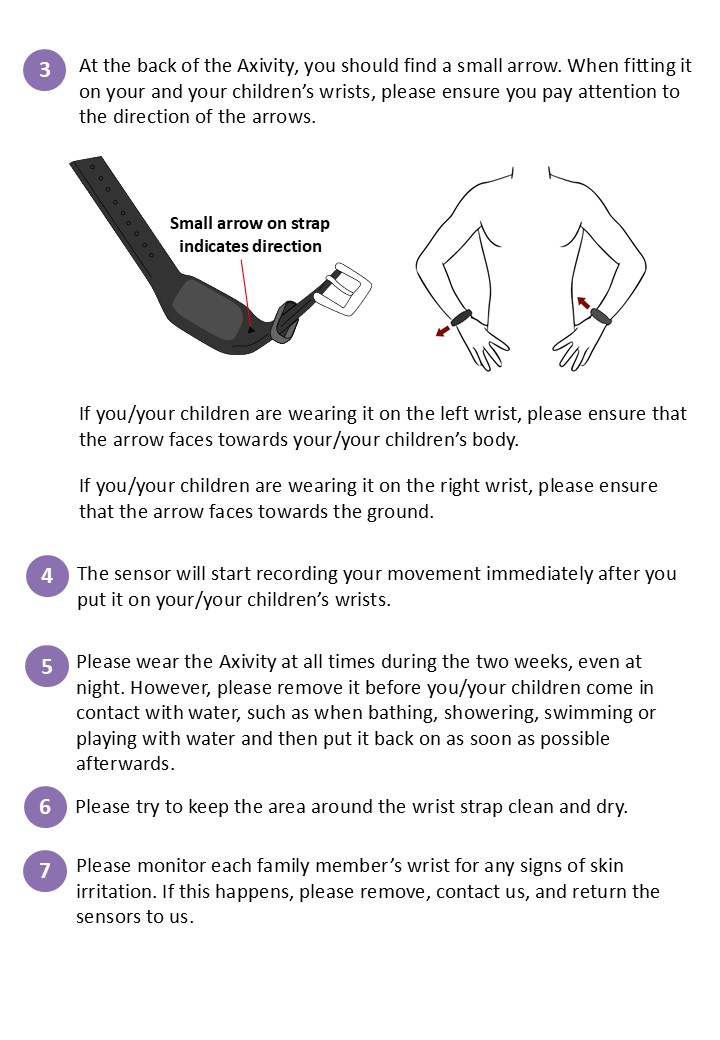 3
At the back of the Axivity, you should find a small arrow. When fitting it
on your and your children’s wrists, please ensure you pay attention to
the direction of the arrows.
Small arrow on strap
indicates direction
If you/your children are wearing it on the left wrist, please ensure that
the arrow faces towards your/your children’s body.
If you/your children are wearing it on the right wrist, please ensure
that the arrow faces towards the ground.
4
The sensor will start recording your movement immediately after you
put it on your/your children’s wrists.
5
Please wear the Axivity at all times during the two weeks, even at
night. However, please remove it before you/your children come in
contact with water, such as when bathing, showering, swimming or
playing with water and then put it back on as soon as possible
afterwards.
6
Please try to keep the area around the wrist strap clean and dry.
7
Please monitor each family member’s wrist for any signs of skin
irritation. If this happens, please remove, contact us, and return the
sensors to us.